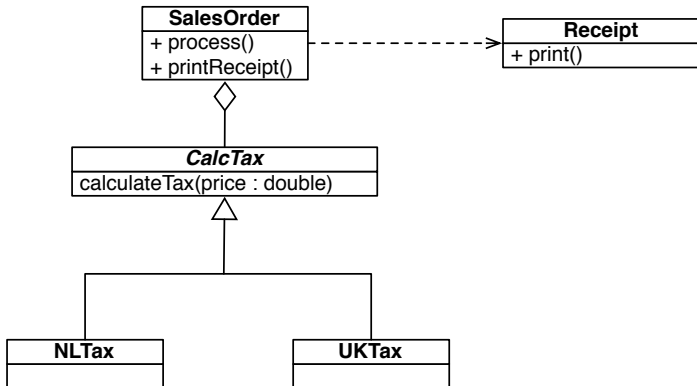 SalesOrder
+ process()
+ printReceipt()
Receipt
+ print()
CalcTax
calculateTax(price : double)
NLTax
UKTax